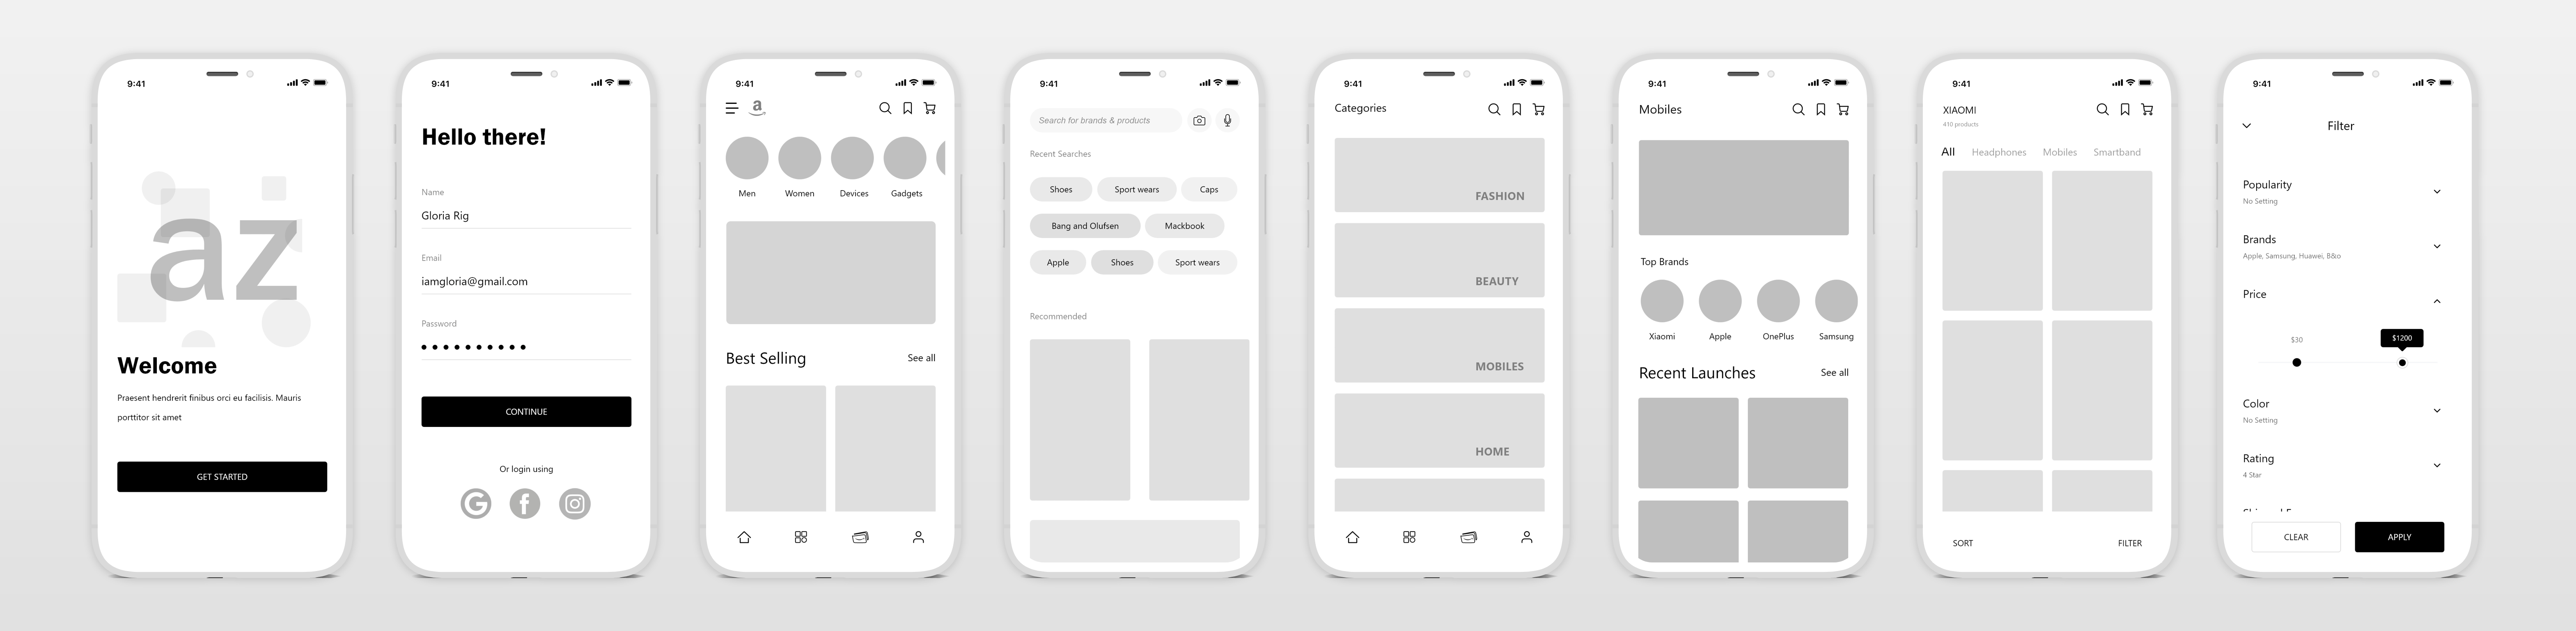 9:41
az
Welcome
Praesent hendrerit finibus orci eu facilisis. Mauris
porttitor sit amet
GET STARTED
9:41
Hello there!
Name
Gloria Rig
Email
iamgloria@gmail.com
Password
CONTINUE
Or login using
G f
9:41
a
Men Women Devices Gadgets
Best Selling See all
9:41
Search for brands & products
Recent Searches
Shoes Sport wears Caps
Bang and Olufsen Mackbook
Apple Shoes Sport wears
Recommended
9:41
Categories
FASHION
BEAUTY
MOBILES
HOME
9:41
Mobiles
Top Brands
Xiaomi Apple OnePlus Samsung
Recent Launches See all
9:41
XIAOMI
410 products
All Headphones Mobiles Smartband
SORT FILTER
9:41
Filter
Popularity
No Setting
Brands
Apple, Samsung, Huawei, B&o
Price
$30 $1200
Color
No Setting
Rating
4 Star
CLEAR APPLY